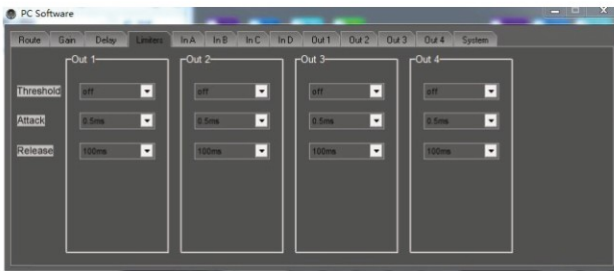 PC Software
Route Gain Delay Limiters In A In B In C In D Out 1 Out 2 Out 3 Out 4 System
Out 1 Out 2 Out 3 Out 4
Threshold off off off off
Attack 0.5ms 0.5ms 0.5ms 0.5ms
Release 100ms 100ms 100ms 100ms